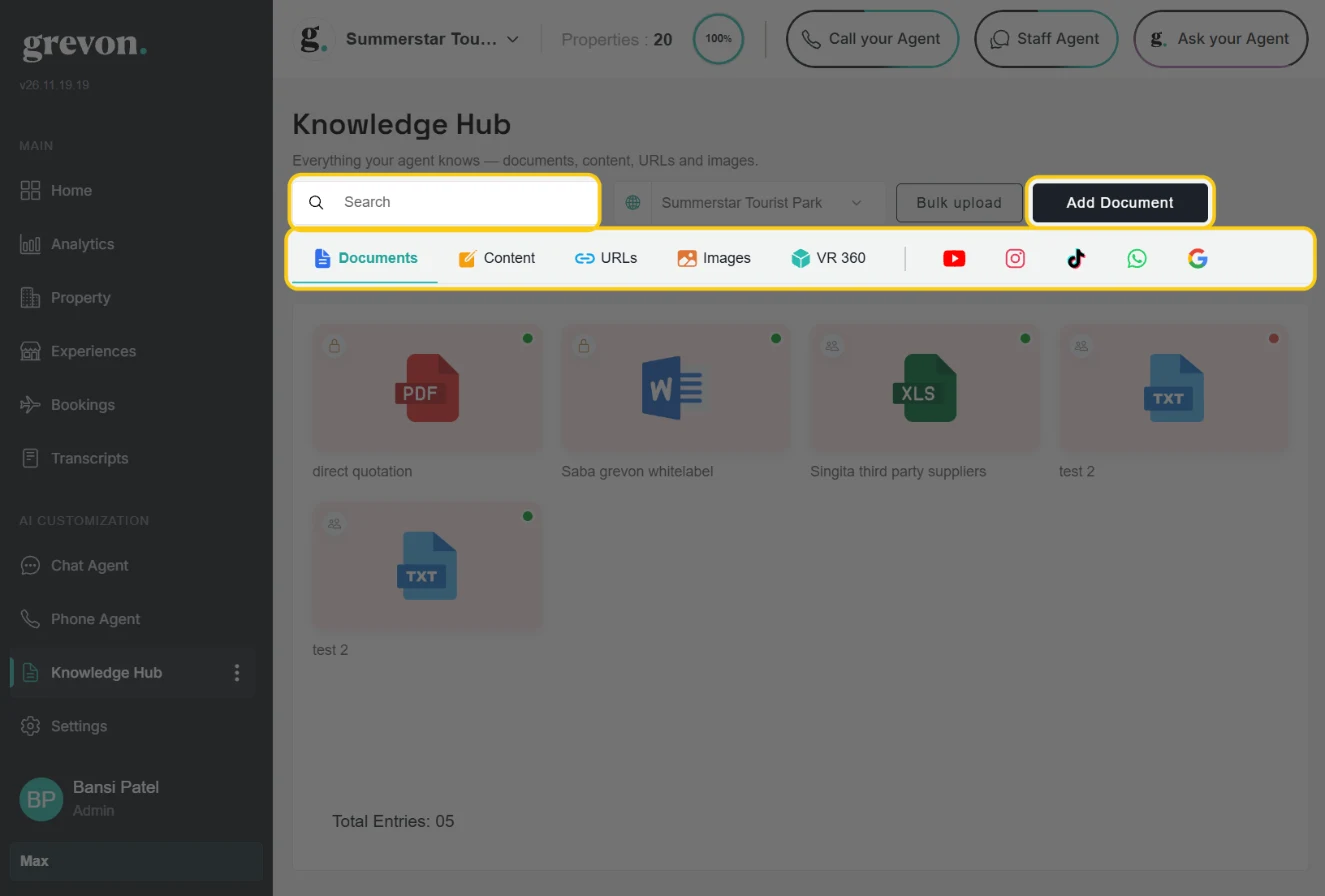 grevon.
v26.11.19.19
MAIN
Home
Analytics
Property
Experiences
Bookings
Transcripts
AI CUSTOMIZATION
Chat Agent
Phone Agent
Knowledge Hub
Settings
BP
Bansi Patel
Admin
Max
g. Summerstar Tou...
Properties : 20
100%
Call your Agent
Staff Agent
g. Ask your Agent
Knowledge Hub
Everything your agent knows — documents, content, URLs and images.
Search
Summerstar Tourist Park
Bulk upload
Add Document
Documents
Content
URLs
Images
VR 360
PDF
W
XLS
TXT
direct quotation
Saba grevon whitelabel
Singita third party suppliers
test 2
TXT
test 2
Total Entries: 05